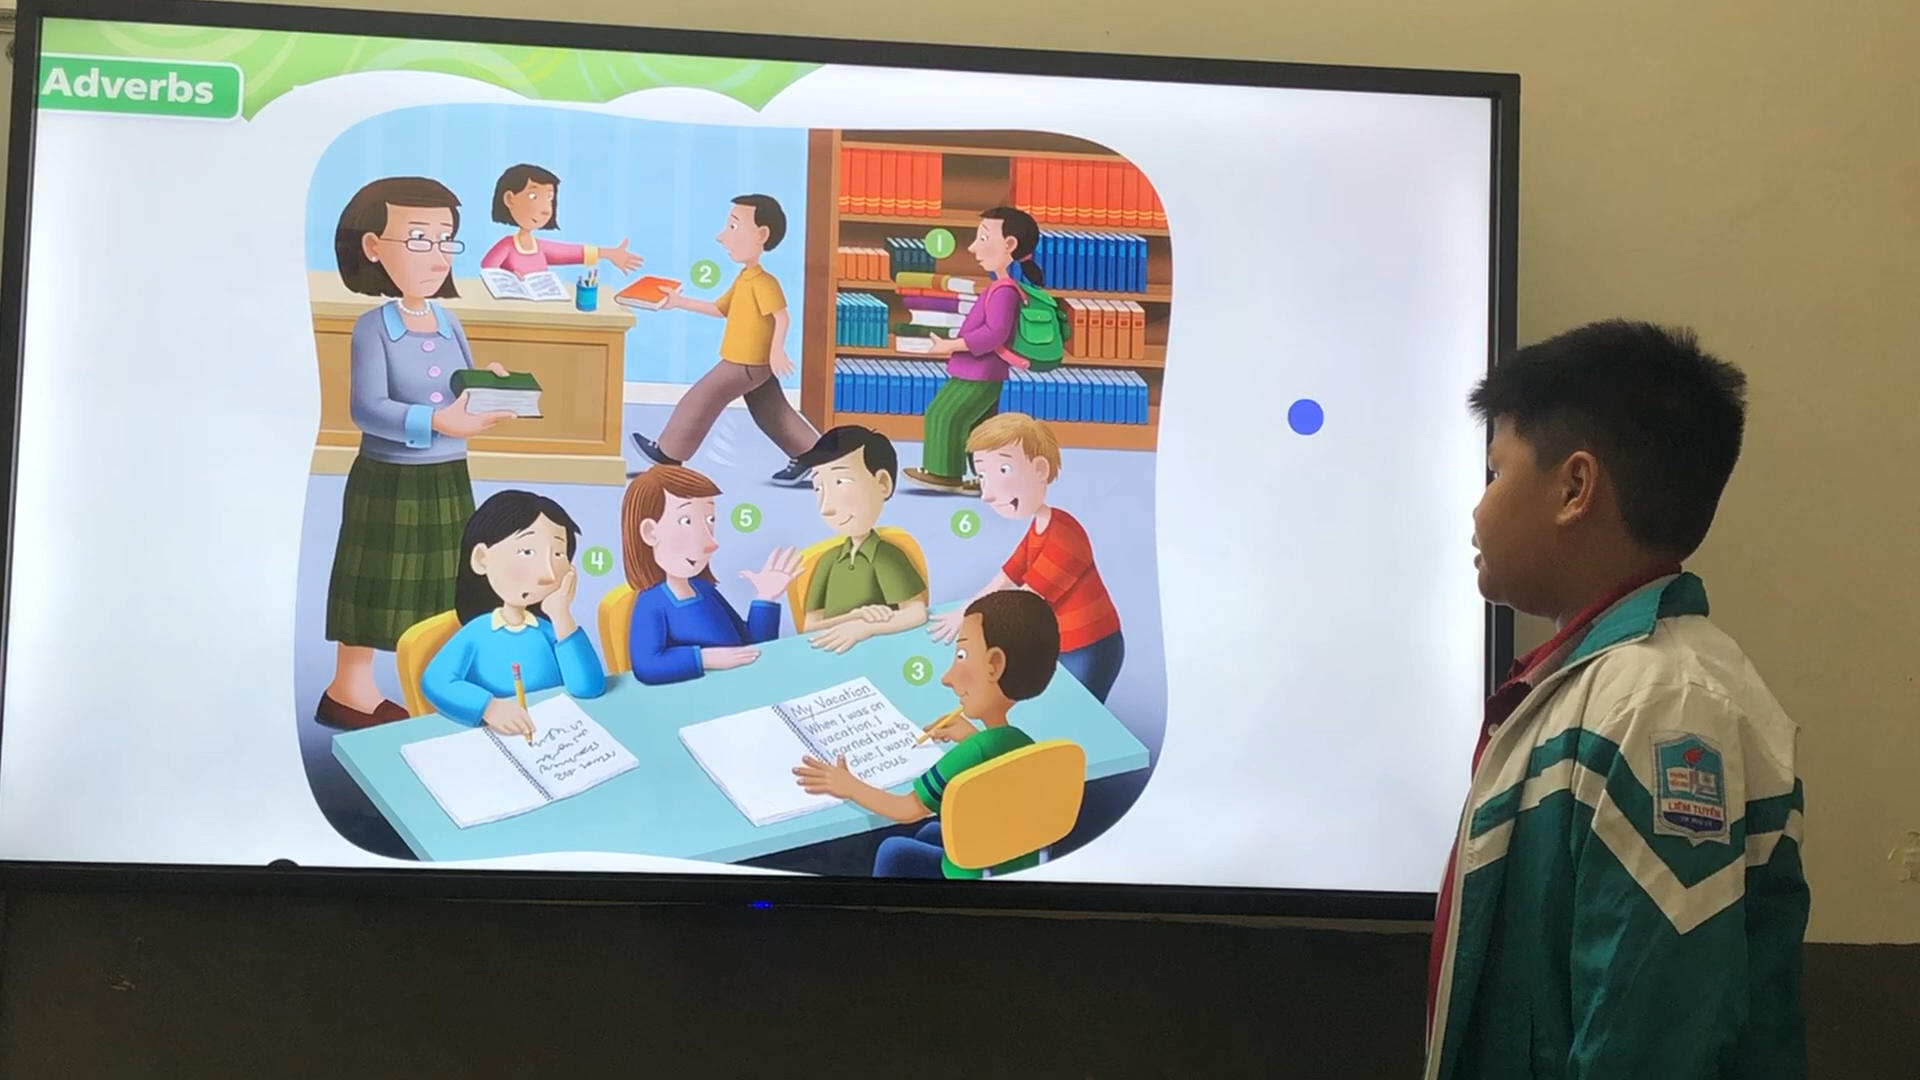 Adverbs
1
2
5
6
4
3
My Vacation
When I was on
vacation, I
learned how to
dive. I wasn't
nervous.
LIÊM TUYỀN